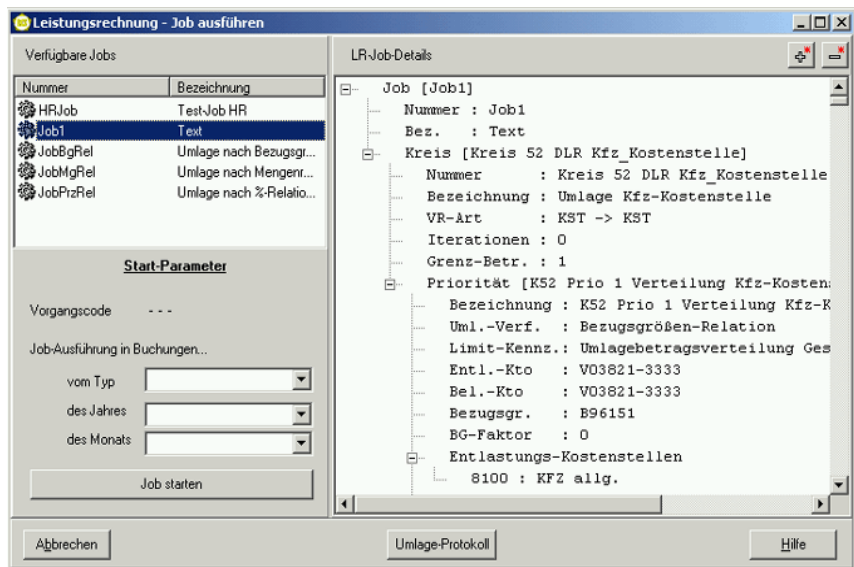 Leistungsrechnung - Job ausführen
Verfügbare Jobs
Nummer Bezeichnung
HRJob Test-Job HR
Job1 Text
JobBgRel Umlage nach Bezugsgr...
JobMgRel Umlage nach Mengenr...
JobPrzRel Umlage nach %-Relatio...
Start-Parameter
Vorgangscode - - -
Job-Ausführung in Buchungen...
vom Typ
des Jahres
des Monats
Job starten
LR-Job-Details
Job [Job1]
Nummer : Job1
Bez. : Text
Kreis [Kreis 52 DLR Kfz_Kostenstelle]
Nummer : Kreis 52 DLR Kfz_Kostenstelle
Bezeichnung : Umlage Kfz-Kostenstelle
VR-Art : KST -> KST
Iterationen : 0
Grenz-Betr. : 1
Priorität [K52 Prio 1 Verteilung Kfz-Kosten
Bezeichnung : K52 Prio 1 Verteilung Kfz-K
Uml.-Verf. : Bezugsgrößen-Relation
Limit-Kennz.: Umlagebetragsverteilung Ges
Entl.-Kto : V03821-3333
Bel.-Kto : V03821-3333
Bezugsgr. : B96151
BG-Faktor : 0
Entlastungs-Kostenstellen
8100 : KFZ allg.
Abbrechen
Umlage-Protokoll
Hilfe